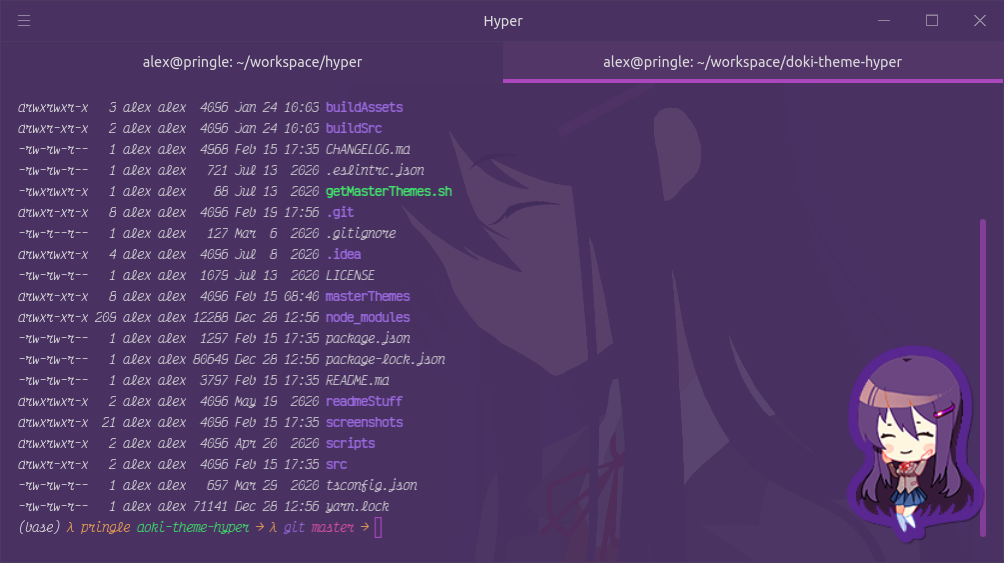 Hyper
alex@pringle: ~/workspace/hyper
alex@pringle: ~/workspace/doki-theme-hyper
drwxrwxr-x 3 alex alex 4096 Jan 24 10:03 buildAssets
drwxr-xr-x 2 alex alex 4096 Jan 24 10:03 buildSrc
-rw-rw-r-- 1 alex alex 4968 Feb 15 17:35 CHANGELOG.md
-rw-rw-r-- 1 alex alex 721 Jul 13 2020 .eslintrc.json
-rwxrwxr-x 1 alex alex 88 Jul 13 2020 getMasterThemes.sh
drwxr-xr-x 8 alex alex 4096 Feb 19 17:56 .git
-rw-r--r-- 1 alex alex 127 Mar 6 2020 .gitignore
drwxrwxr-x 4 alex alex 4096 Jul 8 2020 .idea
-rw-rw-r-- 1 alex alex 1079 Jul 13 2020 LICENSE
drwxr-xr-x 8 alex alex 4096 Feb 15 08:40 masterThemes
drwxrwxr-x 209 alex alex 12288 Dec 28 12:56 node_modules
-rw-rw-r-- 1 alex alex 1297 Feb 15 17:35 package.json
-rw-rw-r-- 1 alex alex 80649 Dec 28 12:56 package-lock.json
-rw-rw-r-- 1 alex alex 3797 Feb 15 17:35 README.md
drwxrwxr-x 2 alex alex 4096 May 19 2020 readmeStuff
drwxrwxr-x 21 alex alex 4096 Feb 15 17:35 screenshots
drwxrwxr-x 2 alex alex 4096 Apr 20 2020 scripts
drwxr-xr-x 2 alex alex 4096 Feb 15 17:35 src
-rw-rw-r-- 1 alex alex 697 Mar 29 2020 tsconfig.json
-rw-rw-r-- 1 alex alex 71141 Dec 28 12:56 yarn.lock
(base) λ pringle doki-theme-hyper → λ git master →